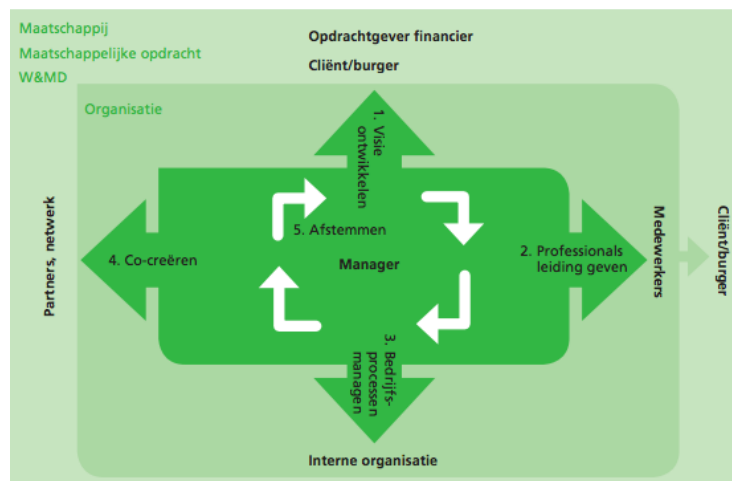 Maatschappij
Maatschappelijke opdracht
W&MD
Opdrachtgever financier
Cliënt/burger
Organisatie
1. Visie
ontwikkelen
5. Afstemmen
Manager
2. Professionals
leiding geven
Medewerkers
Cliënt/burger
4. Co-creëren
Partners, netwerk
3. Bedrijfs-
processen
managen
Interne organisatie